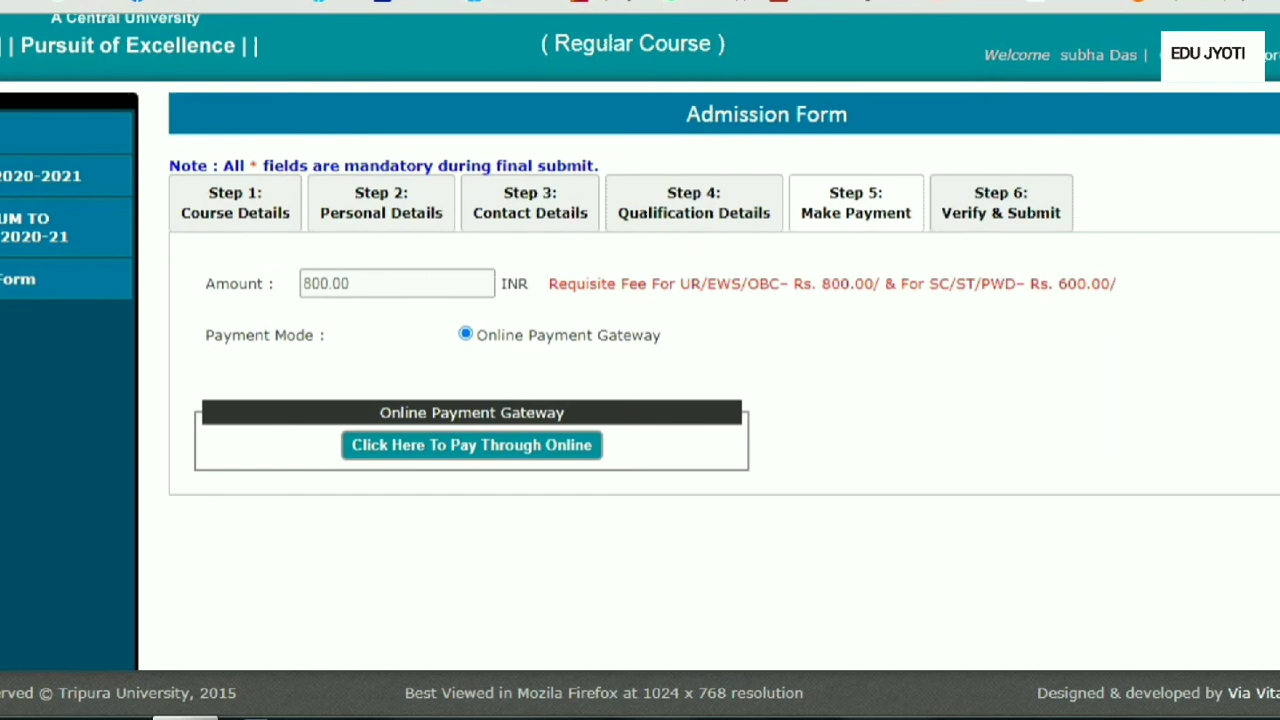 A Central University
| | Pursuit of Excellence | |
( Regular Course )
Welcome subha Das |
EDU JYOTI
2020-2021
UM TO
2020-21
Form
Admission Form
Note : All * fields are mandatory during final submit.
Step 1:
Course Details
Step 2:
Personal Details
Step 3:
Contact Details
Step 4:
Qualification Details
Step 5:
Make Payment
Step 6:
Verify & Submit
Amount :
800.00
INR
Requisite Fee For UR/EWS/OBC– Rs. 800.00/ & For SC/ST/PWD– Rs. 600.00/
Payment Mode :
Online Payment Gateway
Online Payment Gateway
Click Here To Pay Through Online
rved © Tripura University, 2015
Best Viewed in Mozila Firefox at 1024 x 768 resolution
Designed & developed by Via Vita